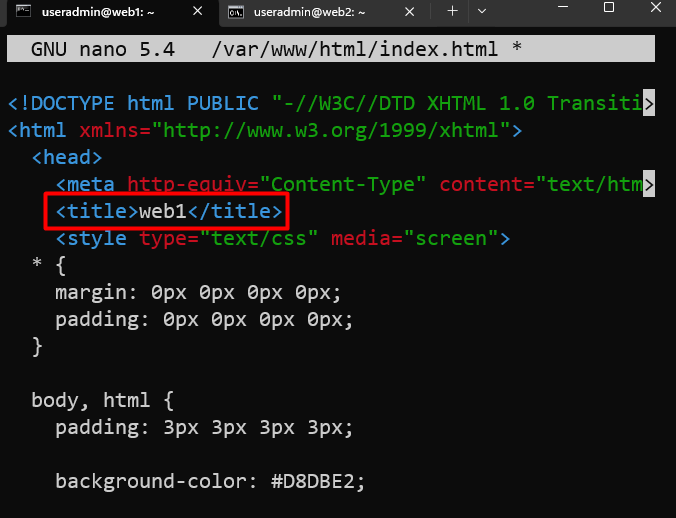 useradmin@web1: ~
useradmin@web2: ~
GNU nano 5.4   /var/www/html/index.html *
<!DOCTYPE html PUBLIC "-//W3C//DTD XHTML 1.0 Transiti>
<html xmlns="http://www.w3.org/1999/xhtml">
  <head>
    <meta http-equiv="Content-Type" content="text/htm>
    <title>web1</title>
    <style type="text/css" media="screen">
  * {
    margin: 0px 0px 0px 0px;
    padding: 0px 0px 0px 0px;
  }
  body, html {
    padding: 3px 3px 3px 3px;
    background-color: #D8DBE2;